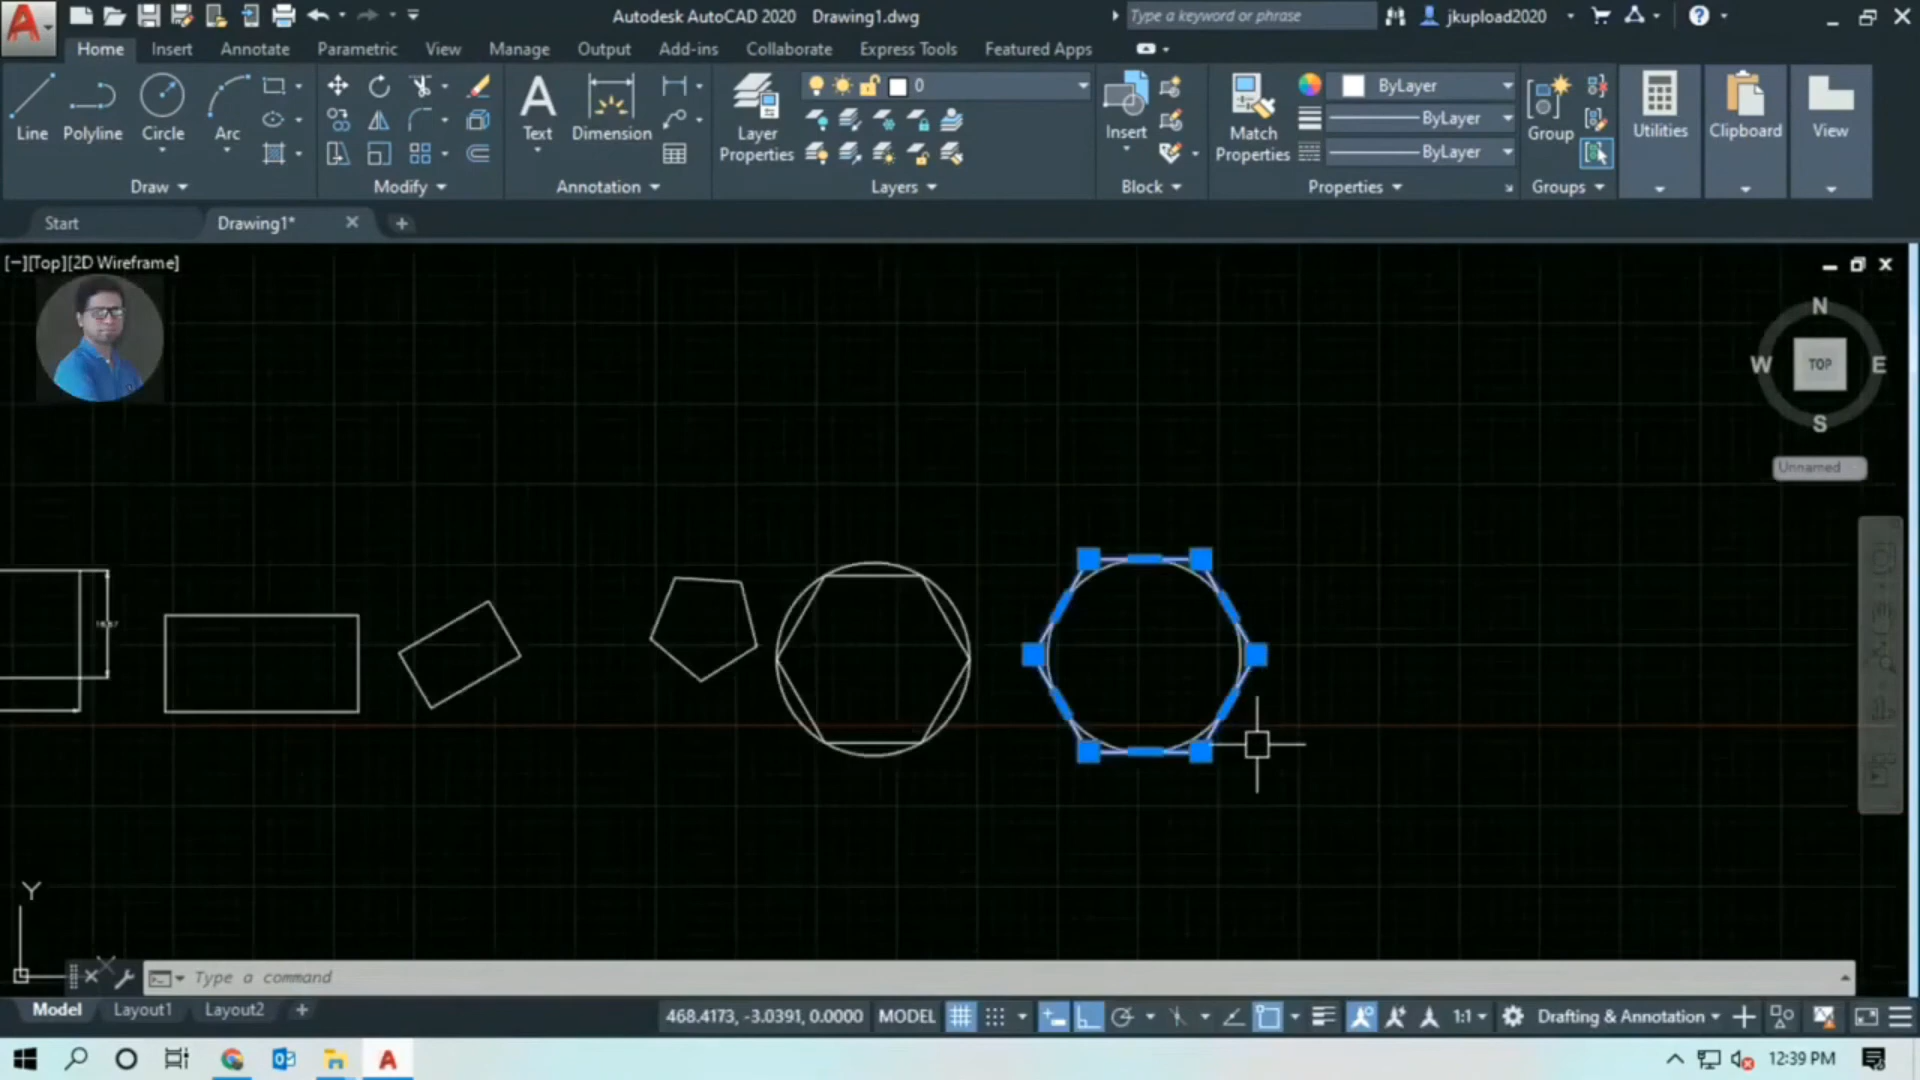 Autodesk AutoCAD 2020 Drawing1.dwg
Type a keyword or phrase
jkupload2020
Home Insert Annotate Parametric View Manage Output Add-ins Collaborate Express Tools Featured Apps
0
ByLayer
ByLayer
ByLayer
Line Polyline Circle Arc
Text Dimension
Layer Properties
Insert
Match Properties
Group
Utilities Clipboard View
Draw Modify Annotation Layers Block Properties Groups
Start Drawing1*
[−][Top][2D Wireframe]
N
W TOP E
S
Unnamed
Y
X
Type a command
Model Layout1 Layout2
468.4173, -3.0391, 0.0000 MODEL
1:1
Drafting & Annotation
12:39 PM